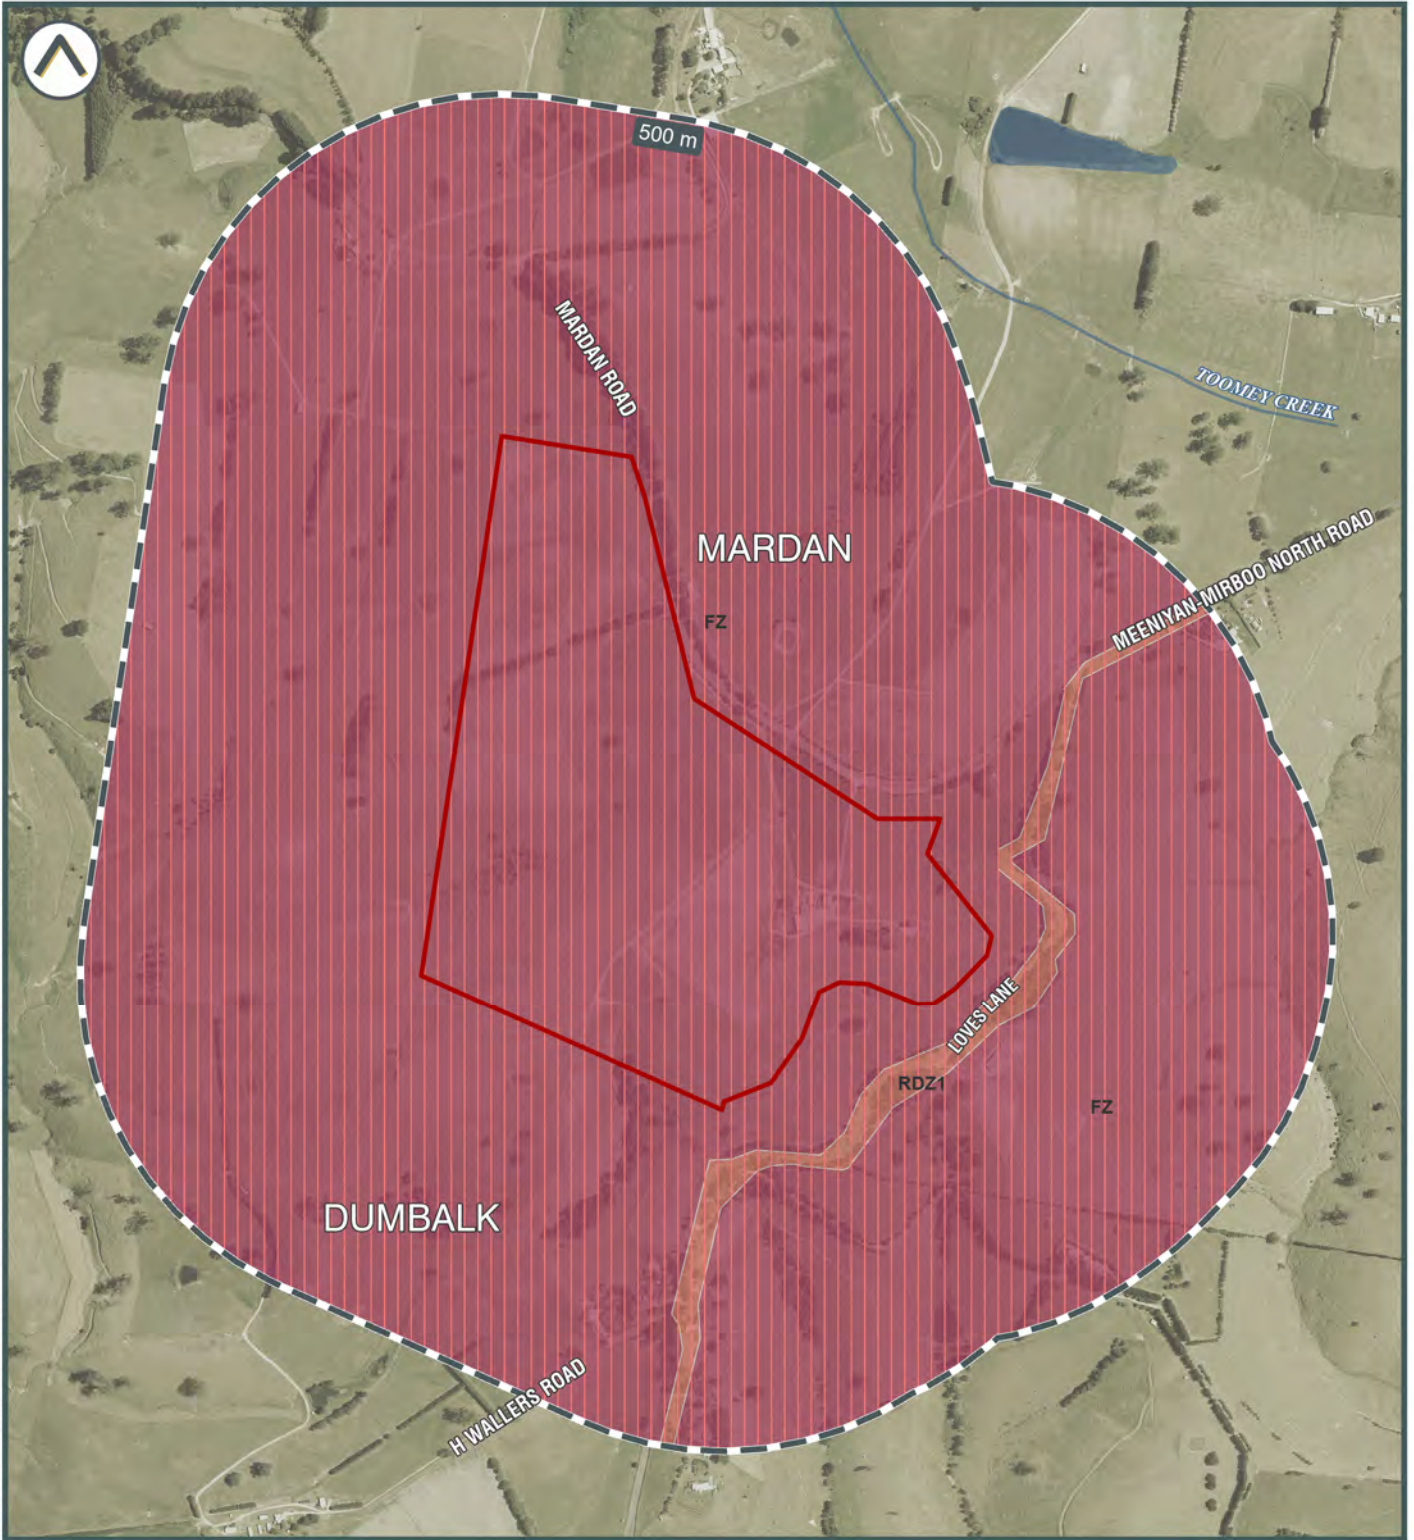 500 m
MARDAN ROAD
TOOMEY CREEK
MARDAN
MEENIYAN-MIRBOO NORTH ROAD
FZ
LOVES LANE
RDZ1
FZ
DUMBALK
H WALLERS ROAD